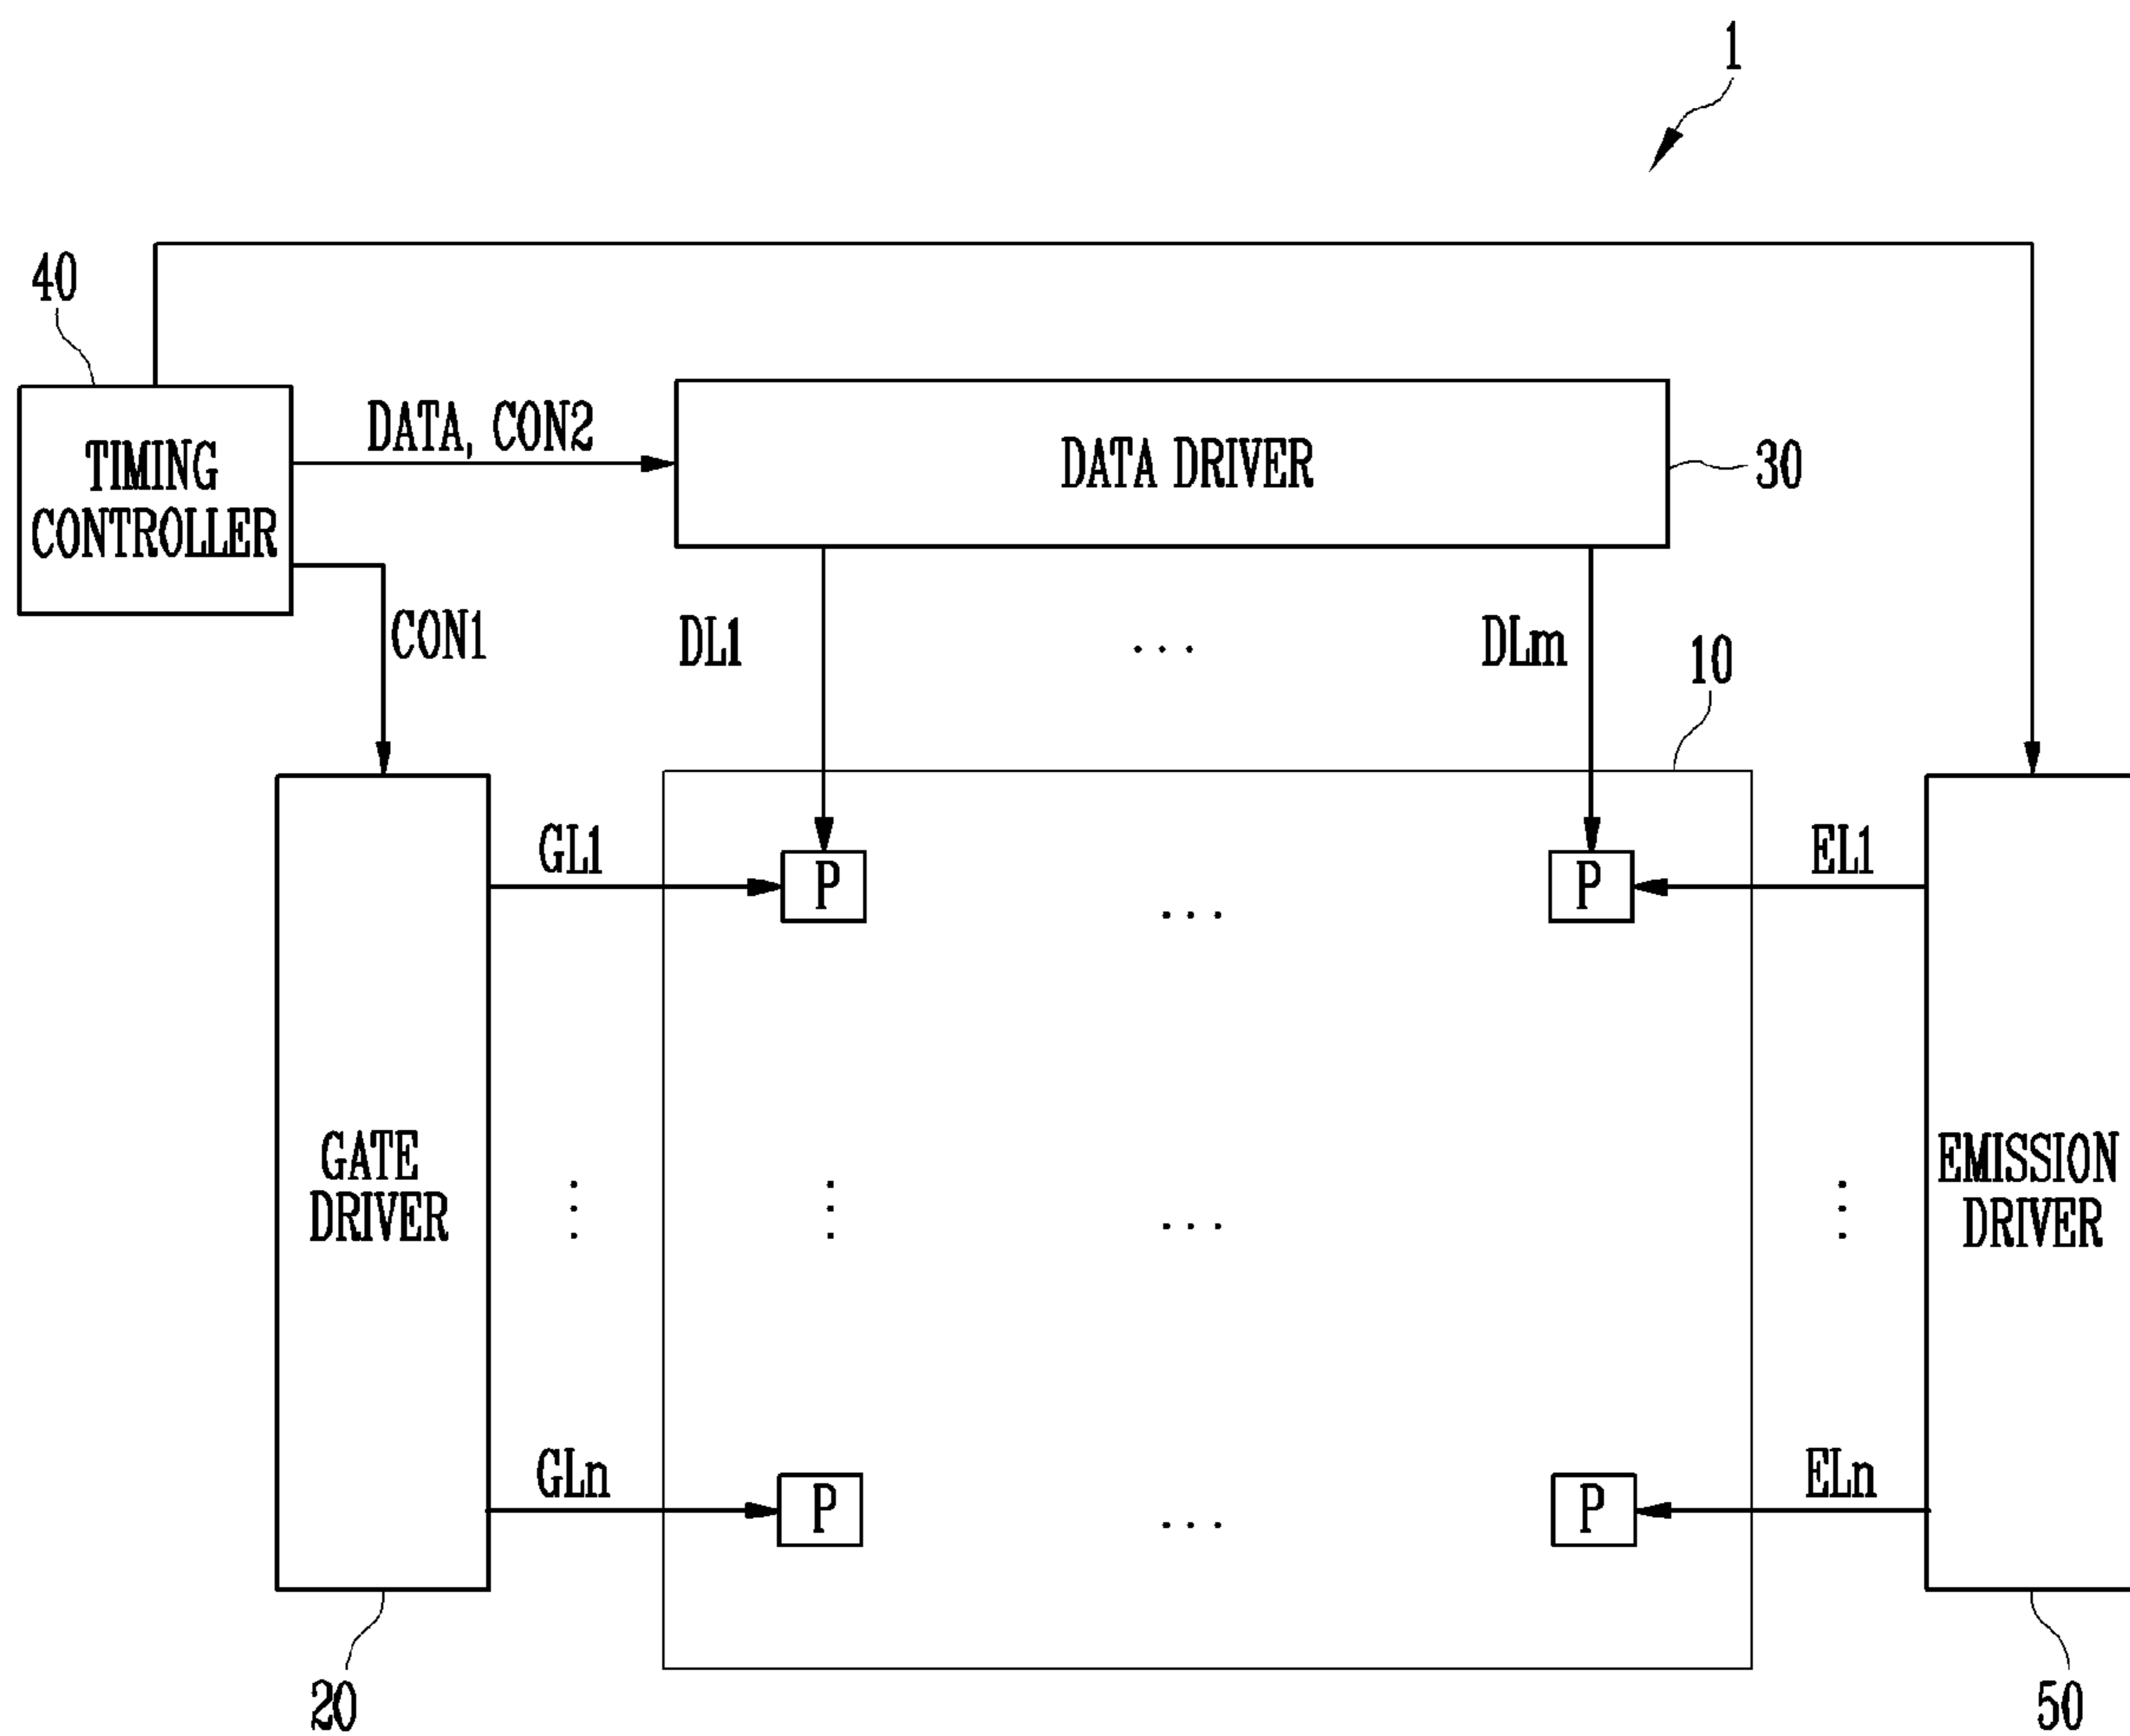 1
40
TIMING
CONTROLLER
DATA, CON2
DATA DRIVER
30
CON1
DL1
...
DLm
10
GL1
P
...
P
EL1
GATE
DRIVER
...
EMISSION
DRIVER
GLn
P
...
P
ELn
20
50